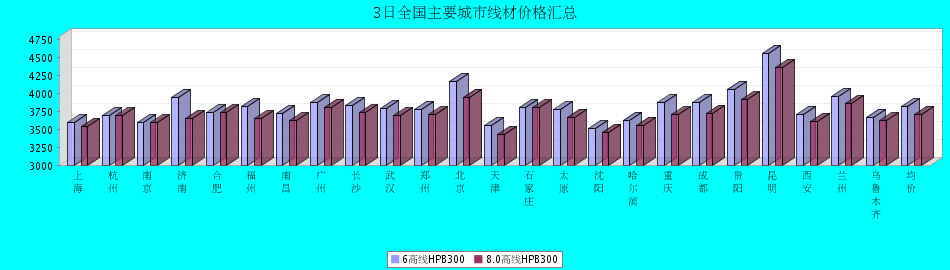 3日全国主要城市线材价格汇总
4750
4500
4250
4000
3750
3500
3250
3000
上海
杭州
南京
济南
合肥
福州
南昌
广州
长沙
武汉
郑州
北京
天津
石家庄
太原
沈阳
哈尔滨
重庆
成都
贵阳
昆明
西安
兰州
乌鲁木齐
均价
6高线HPB300
8.0高线HPB300